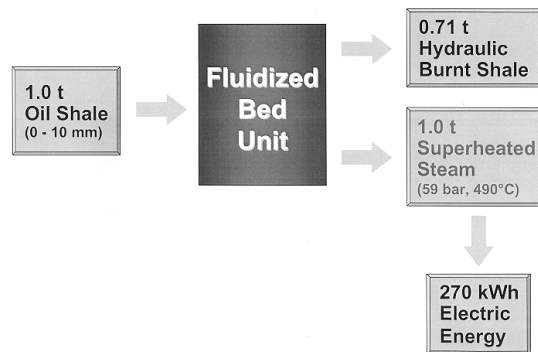 1.0 t
Oil Shale
(0 - 10 mm)
Fluidized
Bed
Unit
0.71 t
Hydraulic
Burnt Shale
1.0 t
Superheated
Steam
(59 bar, 490°C)
270 kWh
Electric
Energy